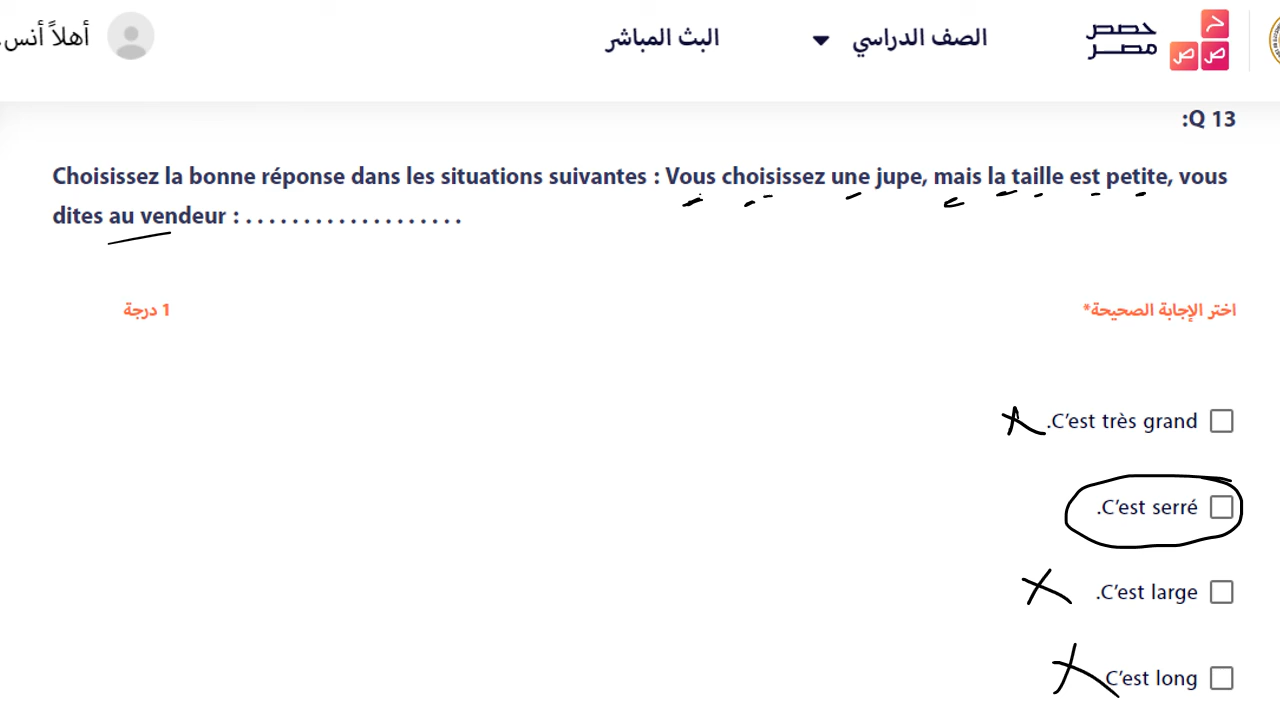 أهلاً أنس.
البث المباشر
الصف الدراسي
حصص
مصر
ح
ص ص
Q 13:
Choisissez la bonne réponse dans les situations suivantes : Vous choisissez une jupe, mais la taille est petite, vous
dites au vendeur : . . . . . . . . . . . . . . . . . . .
اختر الإجابة الصحيحة*
1 درجة
.C’est très grand
.C’est serré
.C’est large
C’est long